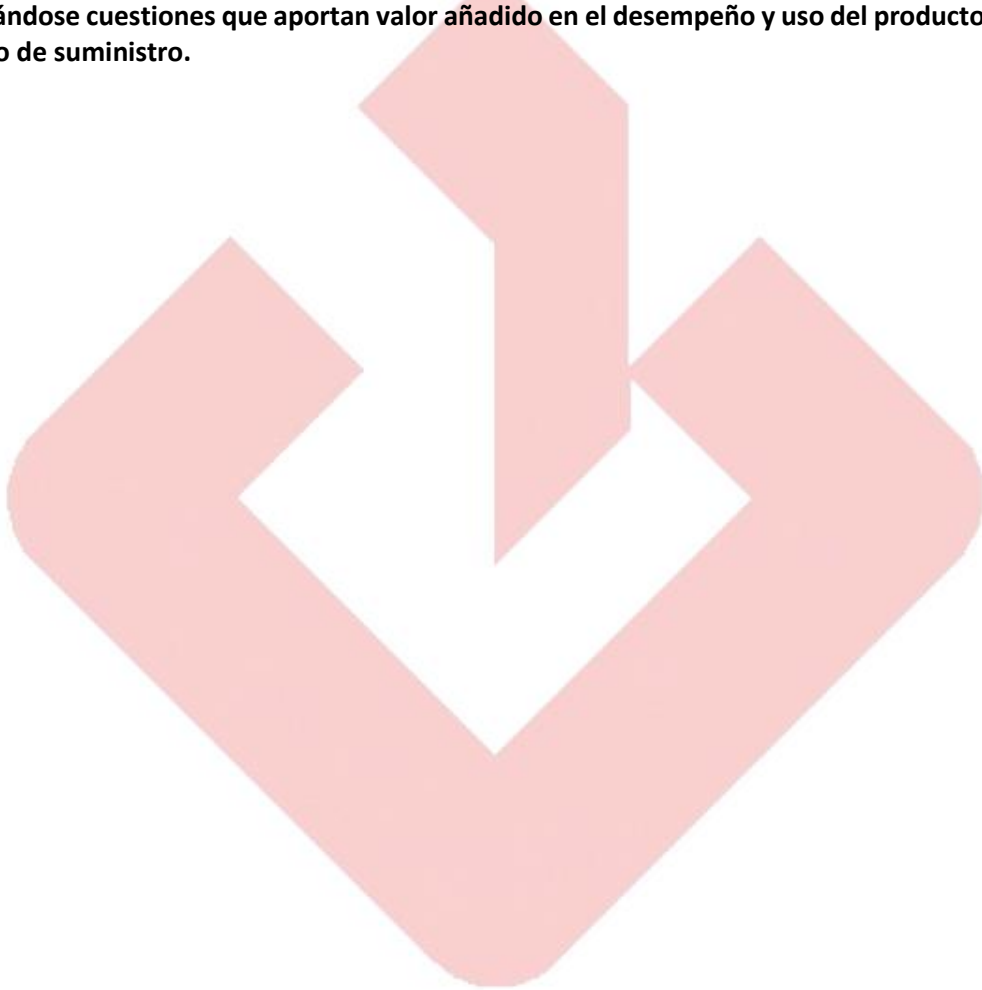 ándose cuestiones que aportan valor añadido en el desempeño y uso del producto
o de suministro.